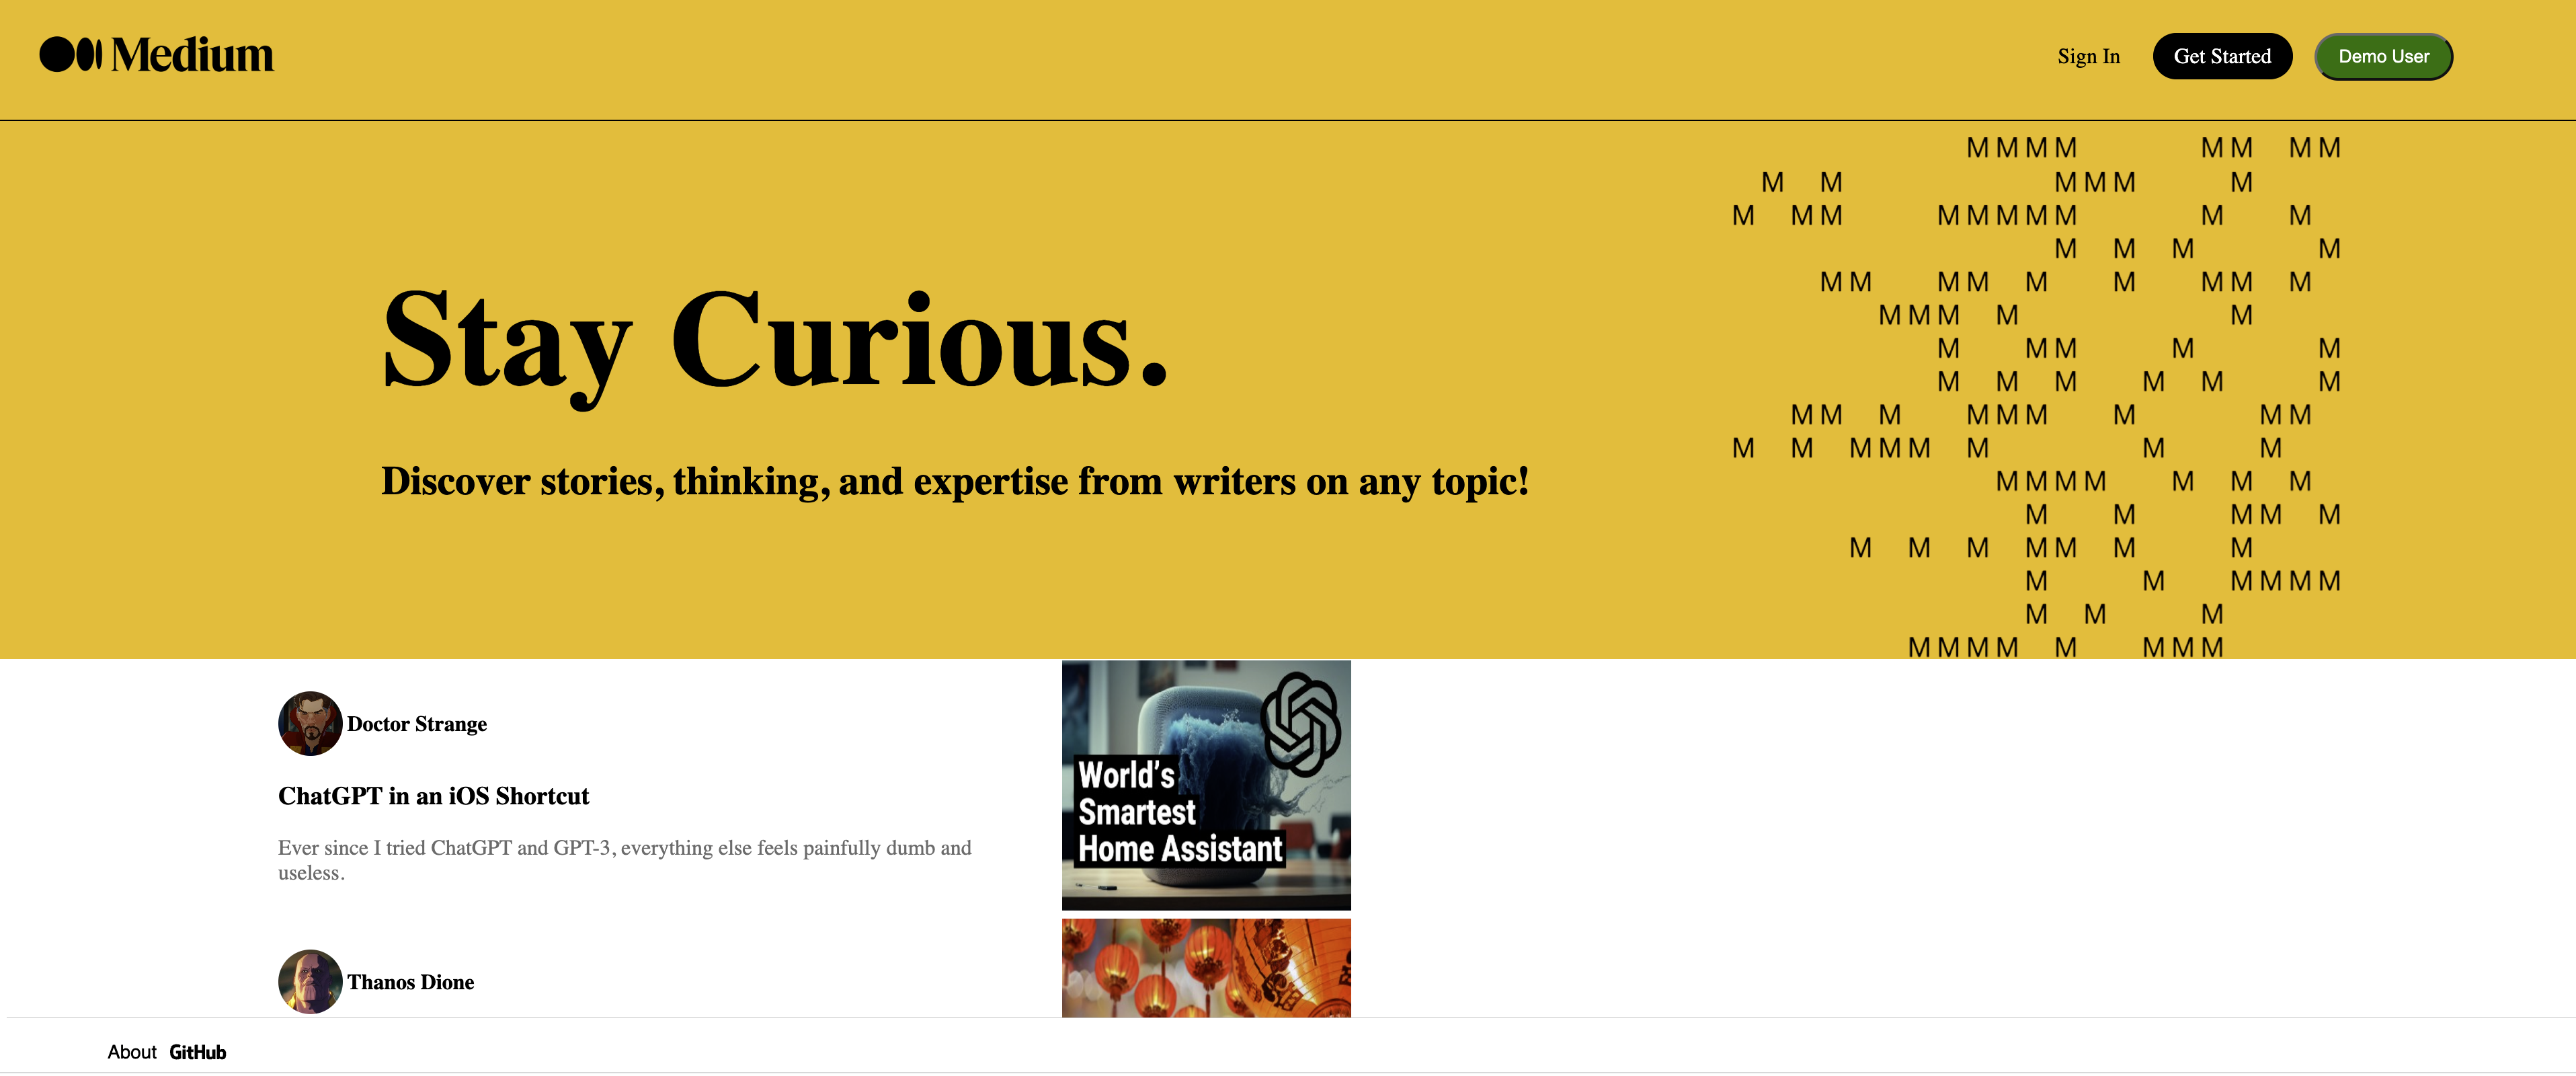 Medium
Sign In
Get Started
Demo User
M M M M M M M M
M M M M M M
M M M M M M M M M M
M M M M
M M M M M M M M M
M M M M M
M M M M M
M M M M M M
M M M M M M M M M
M M M M M M M M
M M M M M M M
M M M M M
M M M M M M M
M M M M M M
M M M
M M M M M M M M
Stay Curious.
Discover stories, thinking, and expertise from writers on any topic!
Doctor Strange
ChatGPT in an iOS Shortcut
Ever since I tried ChatGPT and GPT-3, everything else feels painfully dumb and
useless.
World's
Smartest
Home Assistant
Thanos Dione
About GitHub